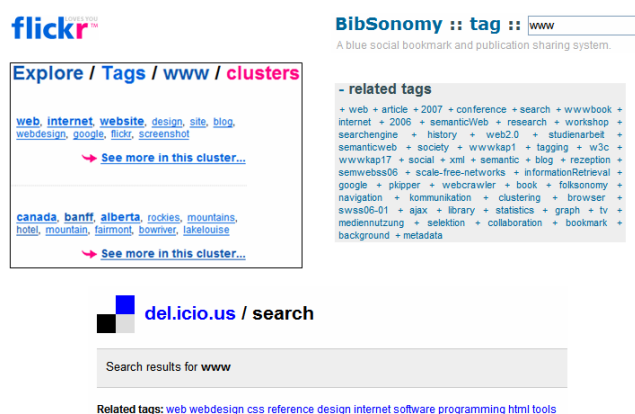 LOVES YOU
flickr™
Explore / Tags / www / clusters
web, internet, website, design, site, blog,
webdesign, google, flickr, screenshot
See more in this cluster...
canada, banff, alberta, rockies, mountains,
hotel, mountain, fairmont, bowriver, lakelouise
See more in this cluster...
BibSonomy :: tag :: www
A blue social bookmark and publication sharing system.
- related tags
+ web + article + 2007 + conference + search + wwwbook +
internet + 2006 + semanticWeb + research + workshop +
searchengine + history + web2.0 + studienarbeit +
semanticweb + society + wwwkap1 + tagging + w3c +
wwwkap17 + social + xml + semantic + blog + rezeption +
semwebss06 + scale-free-networks + informationRetrieval +
google + pkipper + webcrawler + book + folksonomy +
navigation + kommunikation + clustering + browser +
swss06-01 + ajax + library + statistics + graph + tv +
mediennutzung + selektion + collaboration + bookmark +
background + metadata
del.icio.us / search
Search results for www
Related tags: web webdesign css reference design internet software programming html tools